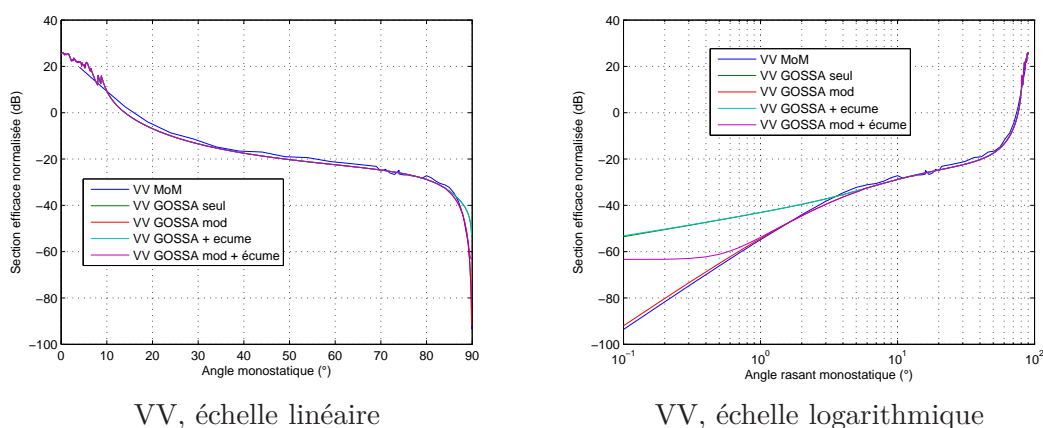 40
20
0
−20
−40
−60
−80
−100
Section efficace normalisée (dB)
0
10
20
30
40
50
60
70
80
90
Angle monostatique (°)
VV MoM
VV GOSSA seul
VV GOSSA mod
VV GOSSA + ecume
VV GOSSA mod + écume
VV, échelle linéaire
40
20
0
−20
−40
−60
−80
−100
Section efficace normalisée (dB)
10⁻¹
10⁰
10¹
10²
Angle rasant monostatique (°)
VV MoM
VV GOSSA seul
VV GOSSA mod
VV GOSSA + ecume
VV GOSSA mod + écume
VV, échelle logarithmique